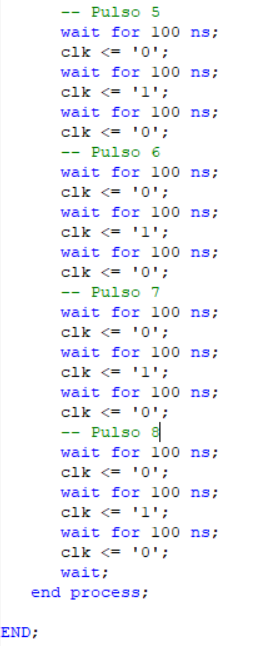 -- Pulso 5
wait for 100 ns;
clk <= '0';
wait for 100 ns;
clk <= '1';
wait for 100 ns;
clk <= '0';
-- Pulso 6
wait for 100 ns;
clk <= '0';
wait for 100 ns;
clk <= '1';
wait for 100 ns;
clk <= '0';
-- Pulso 7
wait for 100 ns;
clk <= '0';
wait for 100 ns;
clk <= '1';
wait for 100 ns;
clk <= '0';
-- Pulso 8
wait for 100 ns;
clk <= '0';
wait for 100 ns;
clk <= '1';
wait for 100 ns;
clk <= '0';
wait;
end process;
END;